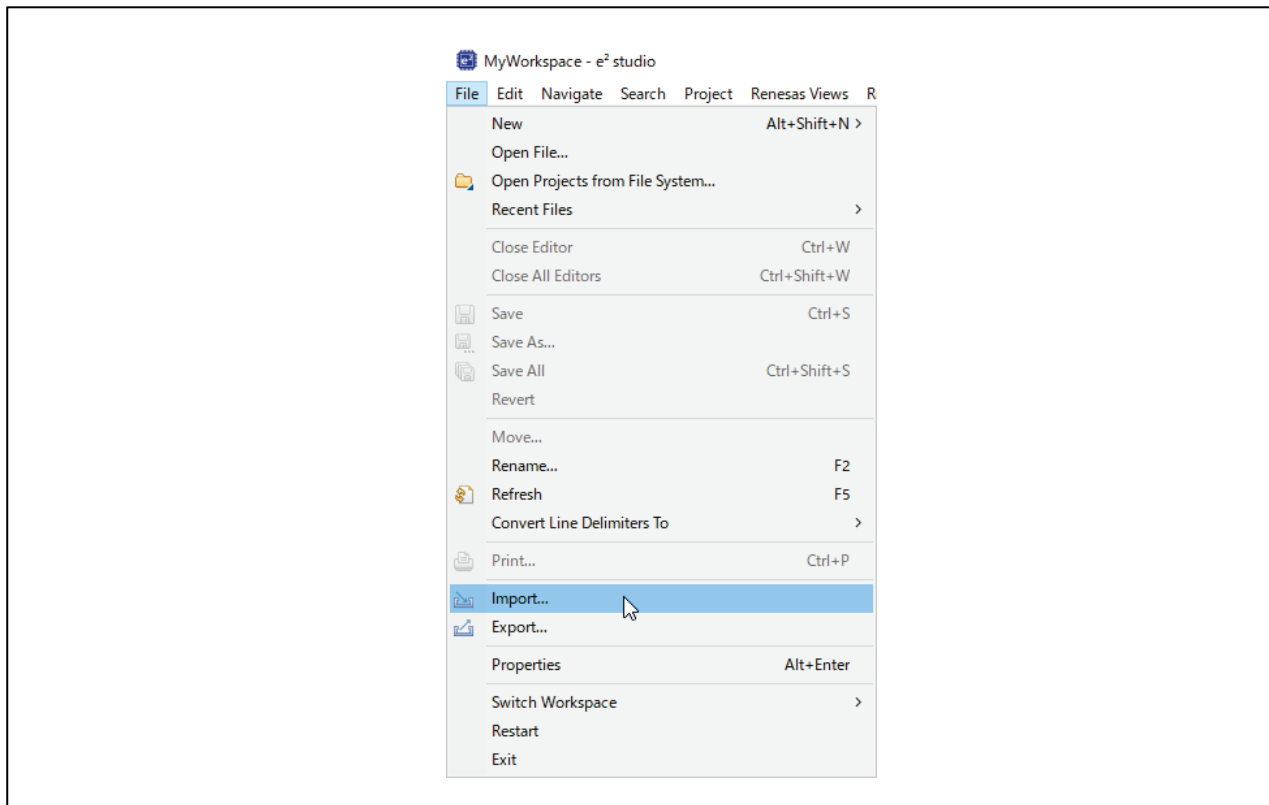 MyWorkspace - e² studio
File Edit Navigate Search Project Renesas Views R
New Alt+Shift+N >
Open File...
Open Projects from File System...
Recent Files >
Close Editor Ctrl+W
Close All Editors Ctrl+Shift+W
Save Ctrl+S
Save As...
Save All Ctrl+Shift+S
Revert
Move...
Rename... F2
Refresh F5
Convert Line Delimiters To >
Print... Ctrl+P
Import...
Export...
Properties Alt+Enter
Switch Workspace >
Restart
Exit